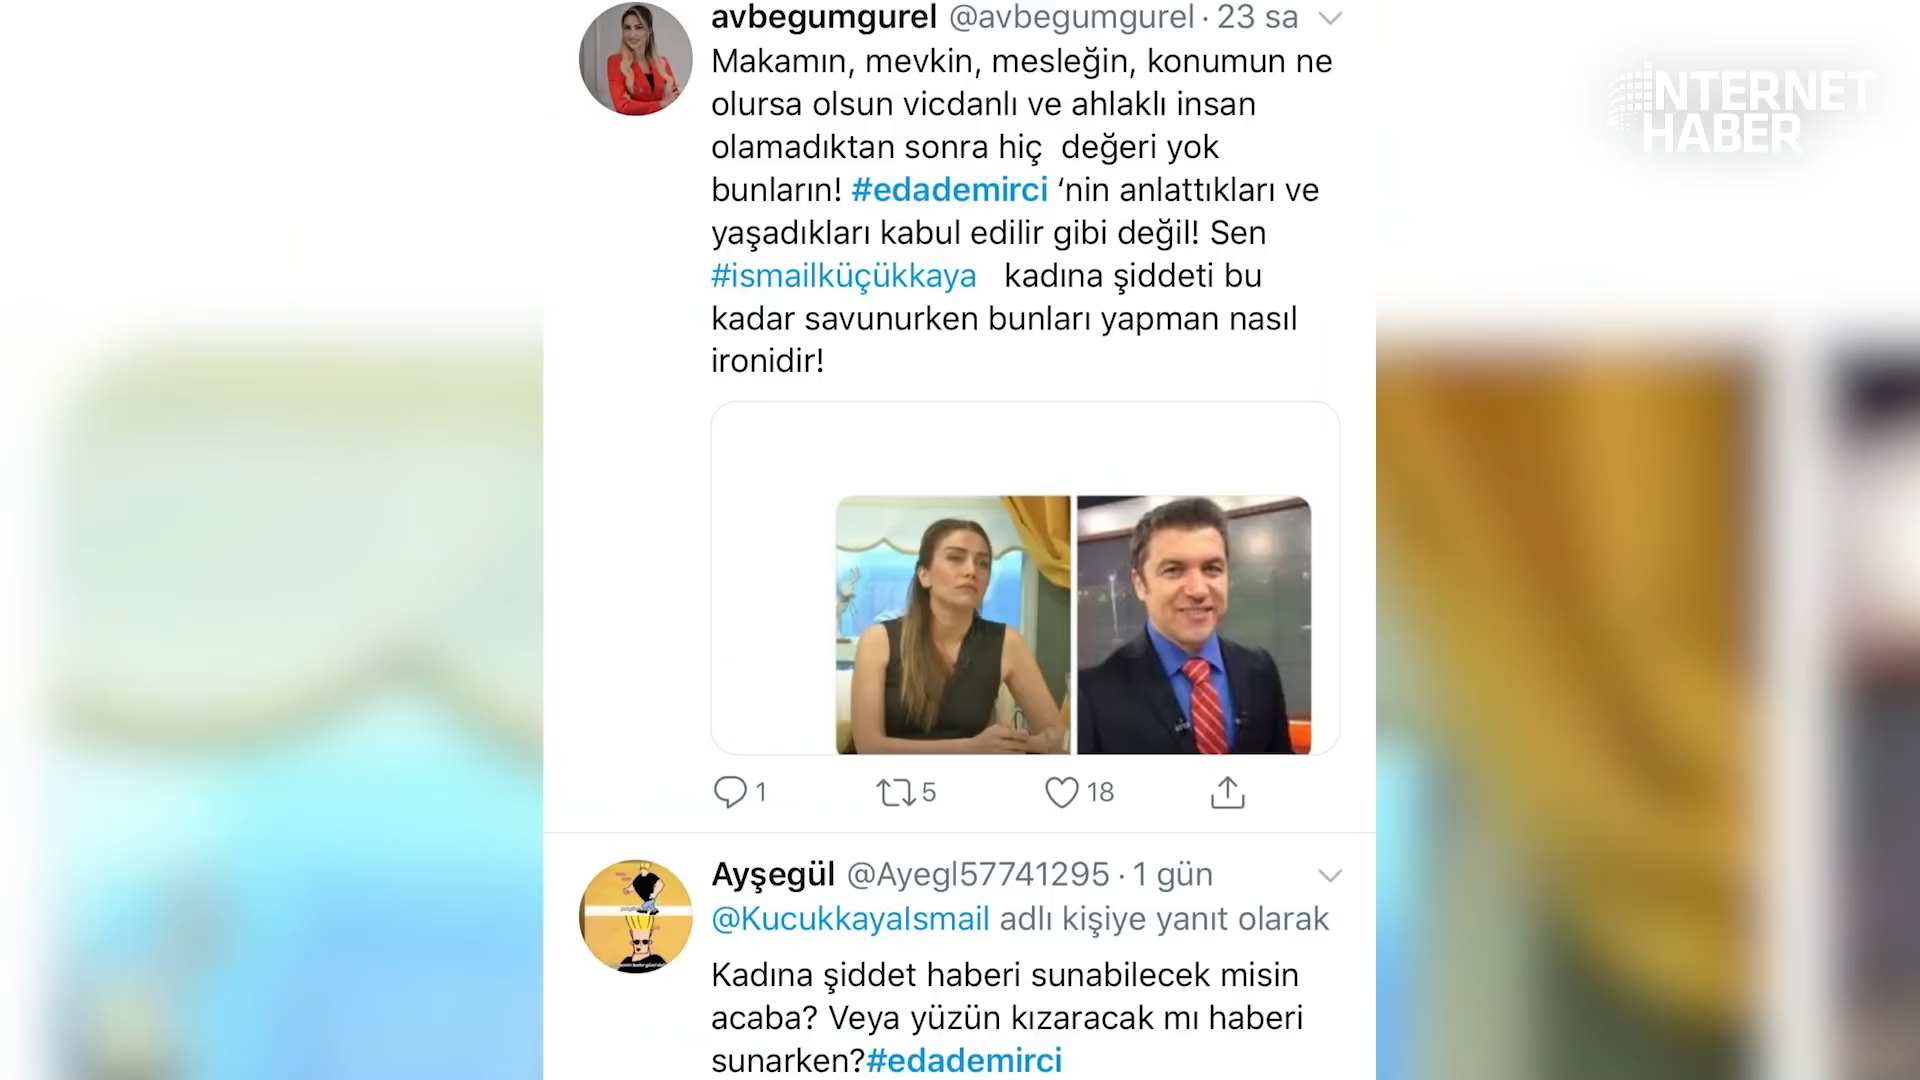 avbegumgurel @avbegumgurel · 23 sa
Makamın, mevkin, mesleğin, konumun ne
olursa olsun vicdanlı ve ahlaklı insan
olamadıktan sonra hiç değeri yok
bunların! #edademirci ‘nin anlattıkları ve
yaşadıkları kabul edilir gibi değil! Sen
#ismailküçükkaya kadına şiddeti bu
kadar savunurken bunları yapman nasıl
ironidir!
1 5 18
Ayşegül @Ayegl57741295 · 1 gün
@KucukkayaIsmail adlı kişiye yanıt olarak
Kadına şiddet haberi sunabilecek misin
acaba? Veya yüzün kızaracak mı haberi
sunarken?#edademirci
İNTERNET
HABER